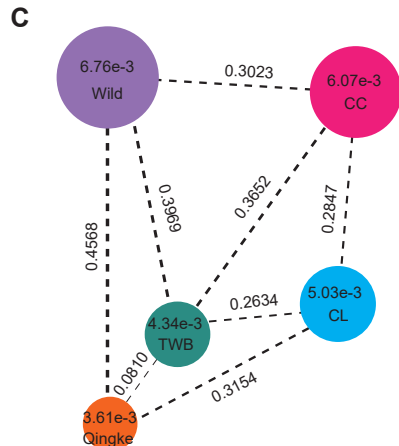 C
6.76e-3
Wild
0.3023
6.07e-3
CC
0.4568
0.3969
0.3652
0.2847
4.34e-3
TWB
0.2634
5.03e-3
CL
0.0810
0.3154
3.61e-3
Qingke